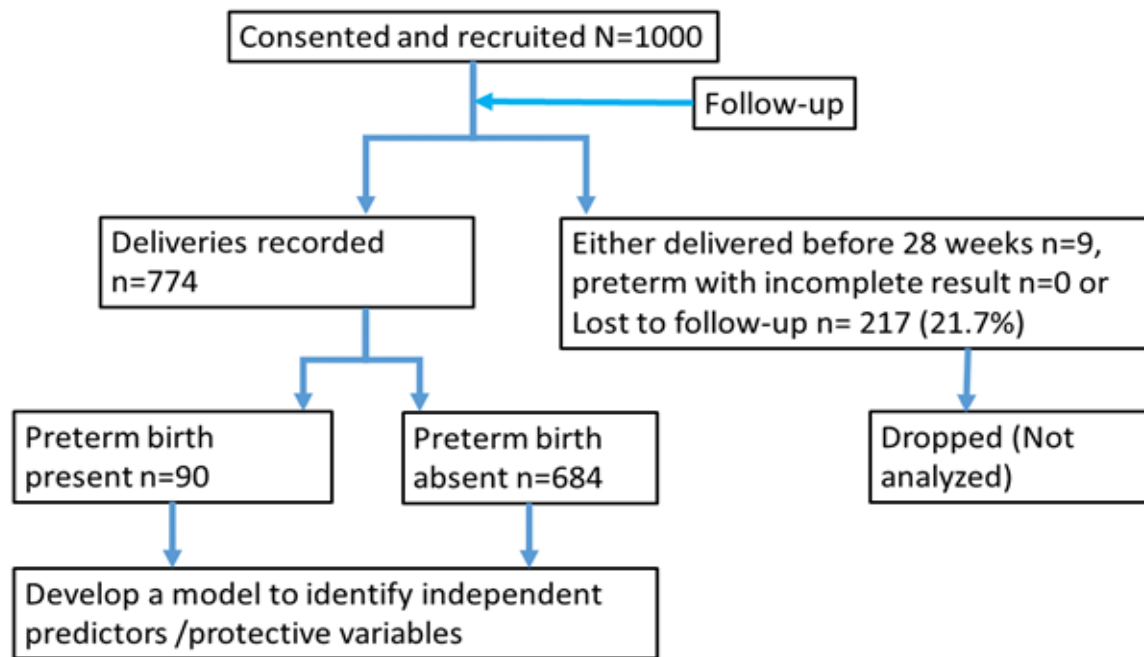 Consented and recruited N=1000
Follow-up
Deliveries recorded
n=774
Either delivered before 28 weeks n=9,
preterm with incomplete result n=0 or
Lost to follow-up n= 217 (21.7%)
Preterm birth
present n=90
Preterm birth
absent n=684
Dropped (Not
analyzed)
Develop a model to identify independent
predictors /protective variables